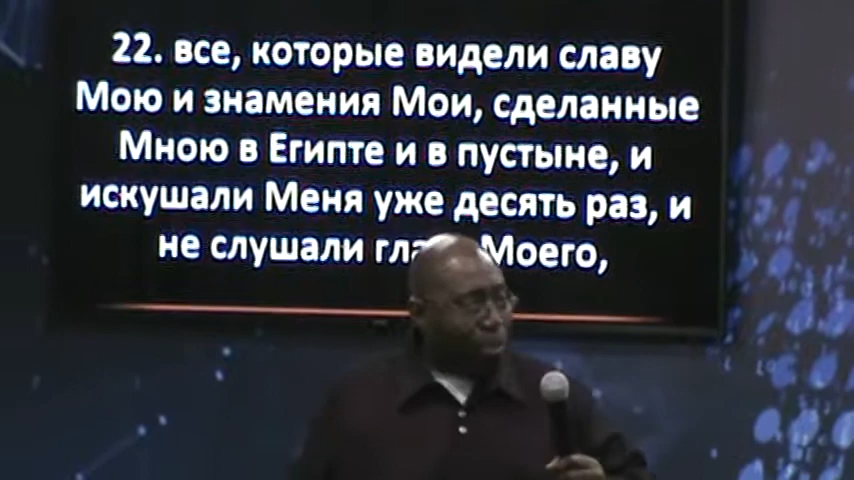 22. все, которые видели славу
Мою и знамения Мои, сделанные
Мною в Египте и в пустыне, и
искушали Меня уже десять раз, и
не слушали Моего,